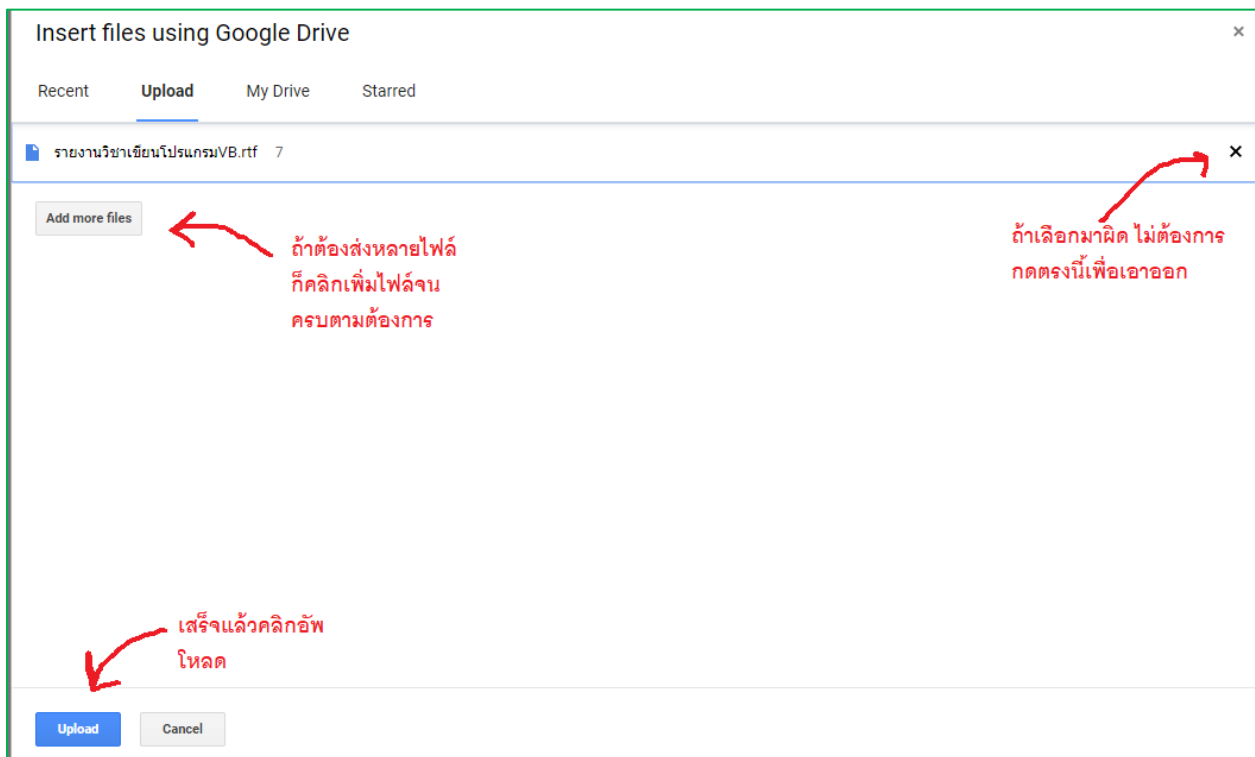 Insert files using Google Drive ×
Recent Upload My Drive Starred
รายงานวิชาเขียนโปรแกรมVB.rtf 7 ×
Add more files
ถ้าต้องส่งหลายไฟล์
ก็คลิกเพิ่มไฟล์จน
ครบตามต้องการ
ถ้าเลือกมาผิด ไม่ต้องการ
กดตรงนี้เพื่อเอาออก
เสร็จแล้วคลิกอัพ
โหลด
Upload Cancel